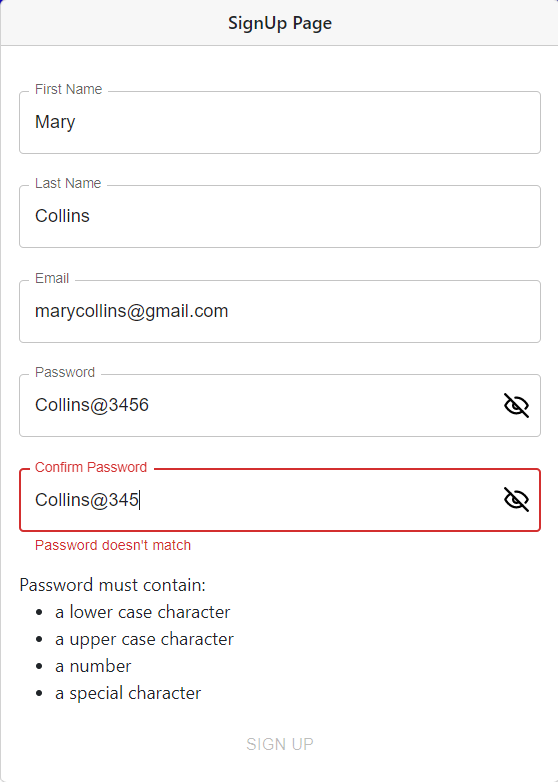 SignUp Page
First Name
Mary
Last Name
Collins
Email
marycollins@gmail.com
Password
Collins@3456
Confirm Password
Collins@345
Password doesn't match
Password must contain:
a lower case character
a upper case character
a number
a special character
SIGN UP